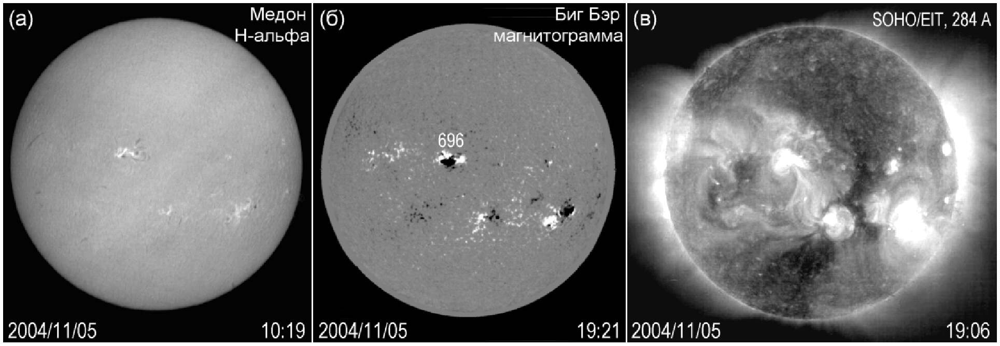 (а)
Медон
Н-альфа
2004/11/05
10:19
(б)
Биг Бэр
магнитограмма
696
2004/11/05
19:21
(в)
SOHO/EIT, 284 A
2004/11/05
19:06